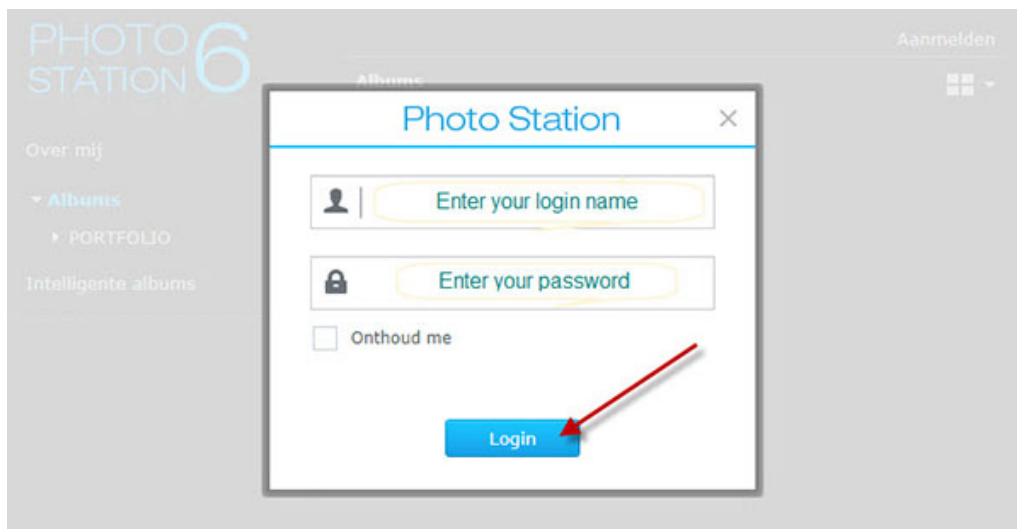 PHOTO
STATION 6
Aanmelden
Albums
Over mij
Albums
PORTFOLIO
Intelligente albums
Photo Station
Enter your login name
Enter your password
Onthoud me
Login